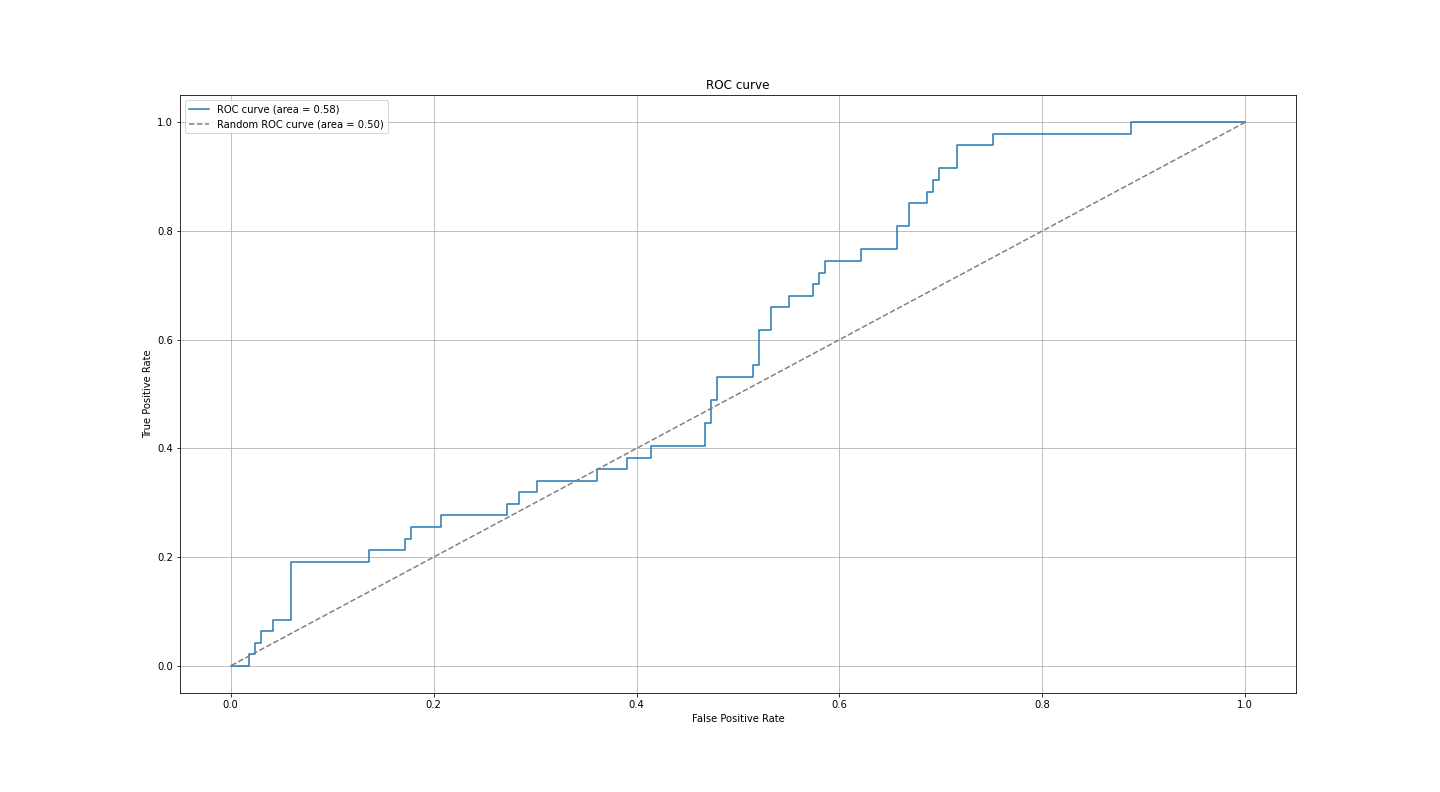 ROC curve
ROC curve (area = 0.58)
Random ROC curve (area = 0.50)
1.0
0.8
0.6
0.4
0.2
0.0
True Positive Rate
0.0 0.2 0.4 0.6 0.8 1.0
False Positive Rate